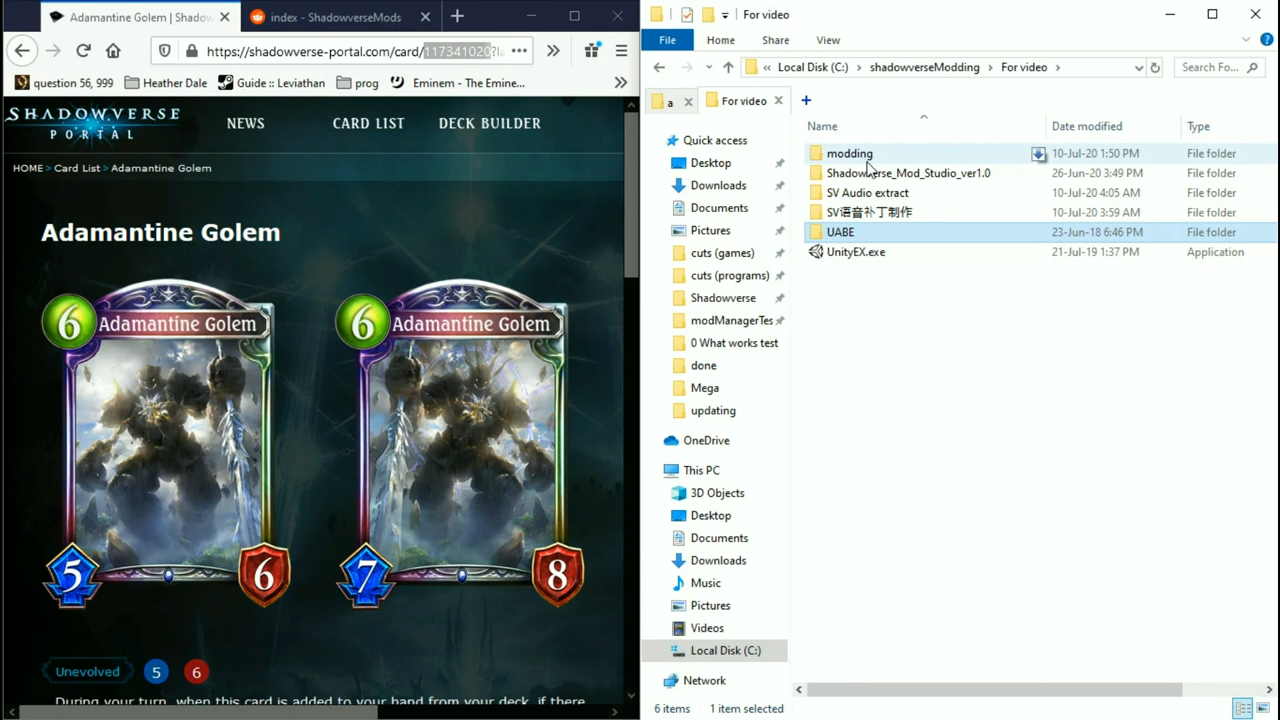 Adamantine Golem | Shadow
index - ShadowverseMods
https://shadowverse-portal.com/card/117341020?l
question 56, 999
Heather Dale
Guide :: Leviathan
prog
Eminem - The Emine...
SHADOWVERSE
PORTAL
NEWS
CARD LIST
DECK BUILDER
HOME > Card List > Adamantine Golem
Adamantine Golem
6
Adamantine Golem
5
6
6
Adamantine Golem
7
8
Unevolved
5
6
During your turn, when this card is added to your hand from your deck, if there
For video
File
Home
Share
View
« Local Disk (C:) > shadowverseModding > For video >
Search Fo...
a
For video
Quick access
Desktop
Downloads
Documents
Pictures
cuts (games)
cuts (programs)
Shadowverse
modManagerTes
0 What works test
done
Mega
updating
OneDrive
This PC
3D Objects
Desktop
Documents
Downloads
Music
Pictures
Videos
Local Disk (C:)
Network
Name
Date modified
Type
modding
10-Jul-20 1:50 PM
File folder
Shadowverse_Mod_Studio_ver1.0
26-Jun-20 3:49 PM
File folder
SV Audio extract
10-Jul-20 4:05 AM
File folder
SV语音补丁制作
10-Jul-20 3:59 AM
File folder
UABE
23-Jun-18 6:46 PM
File folder
UnityEX.exe
21-Jul-19 1:37 PM
Application
6 items
1 item selected